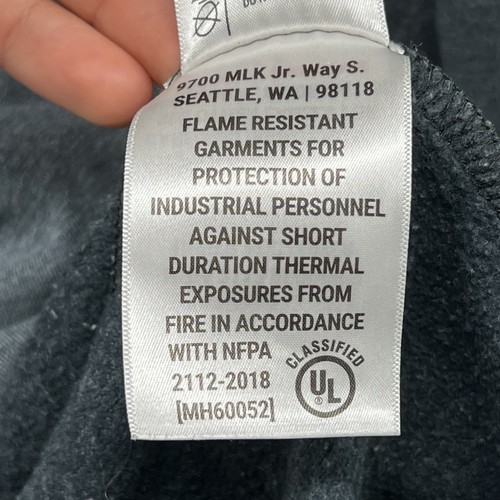 9700 MLK Jr. Way S.
SEATTLE, WA | 98118
FLAME RESISTANT
GARMENTS FOR
PROTECTION OF
INDUSTRIAL PERSONNEL
AGAINST SHORT
DURATION THERMAL
EXPOSURES FROM
FIRE IN ACCORDANCE
WITH NFPA
2112-2018
[MH60052]
CLASSIFIED
UL
®